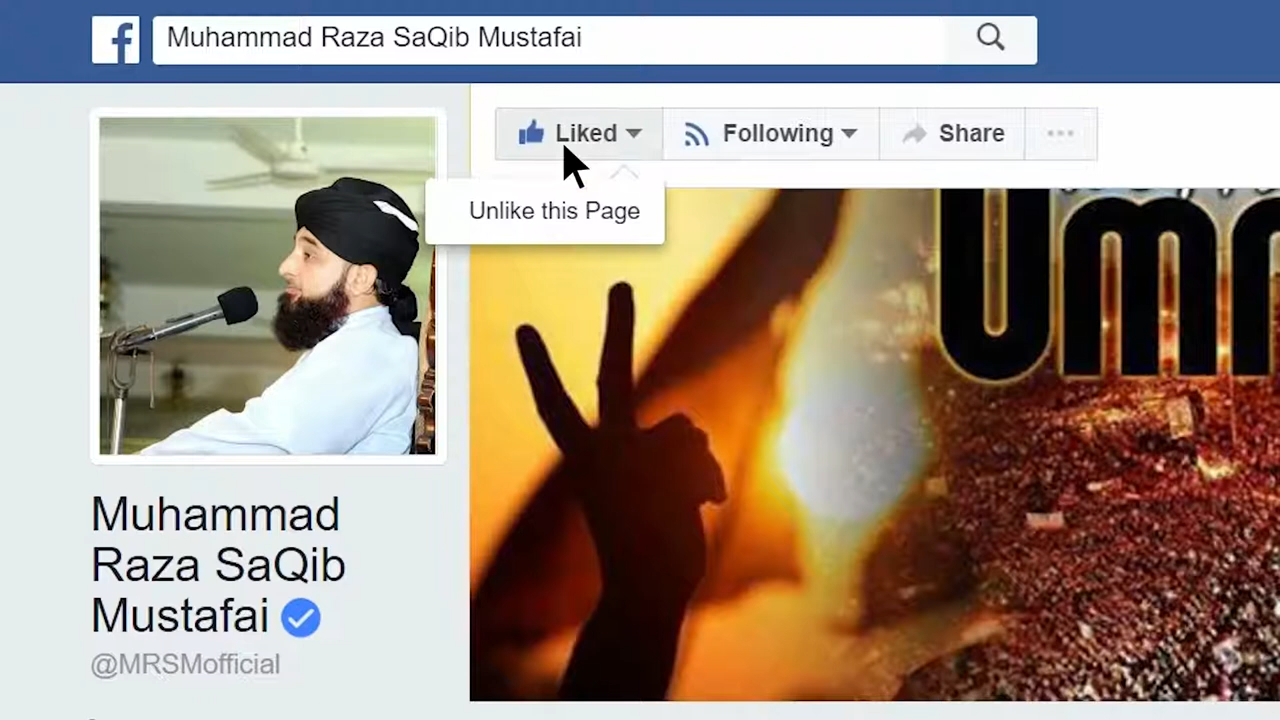 Muhammad Raza SaQib Mustafai
Liked
Following
Share
Unlike this Page
Muhammad
Raza SaQib
Mustafai
@MRSMofficial